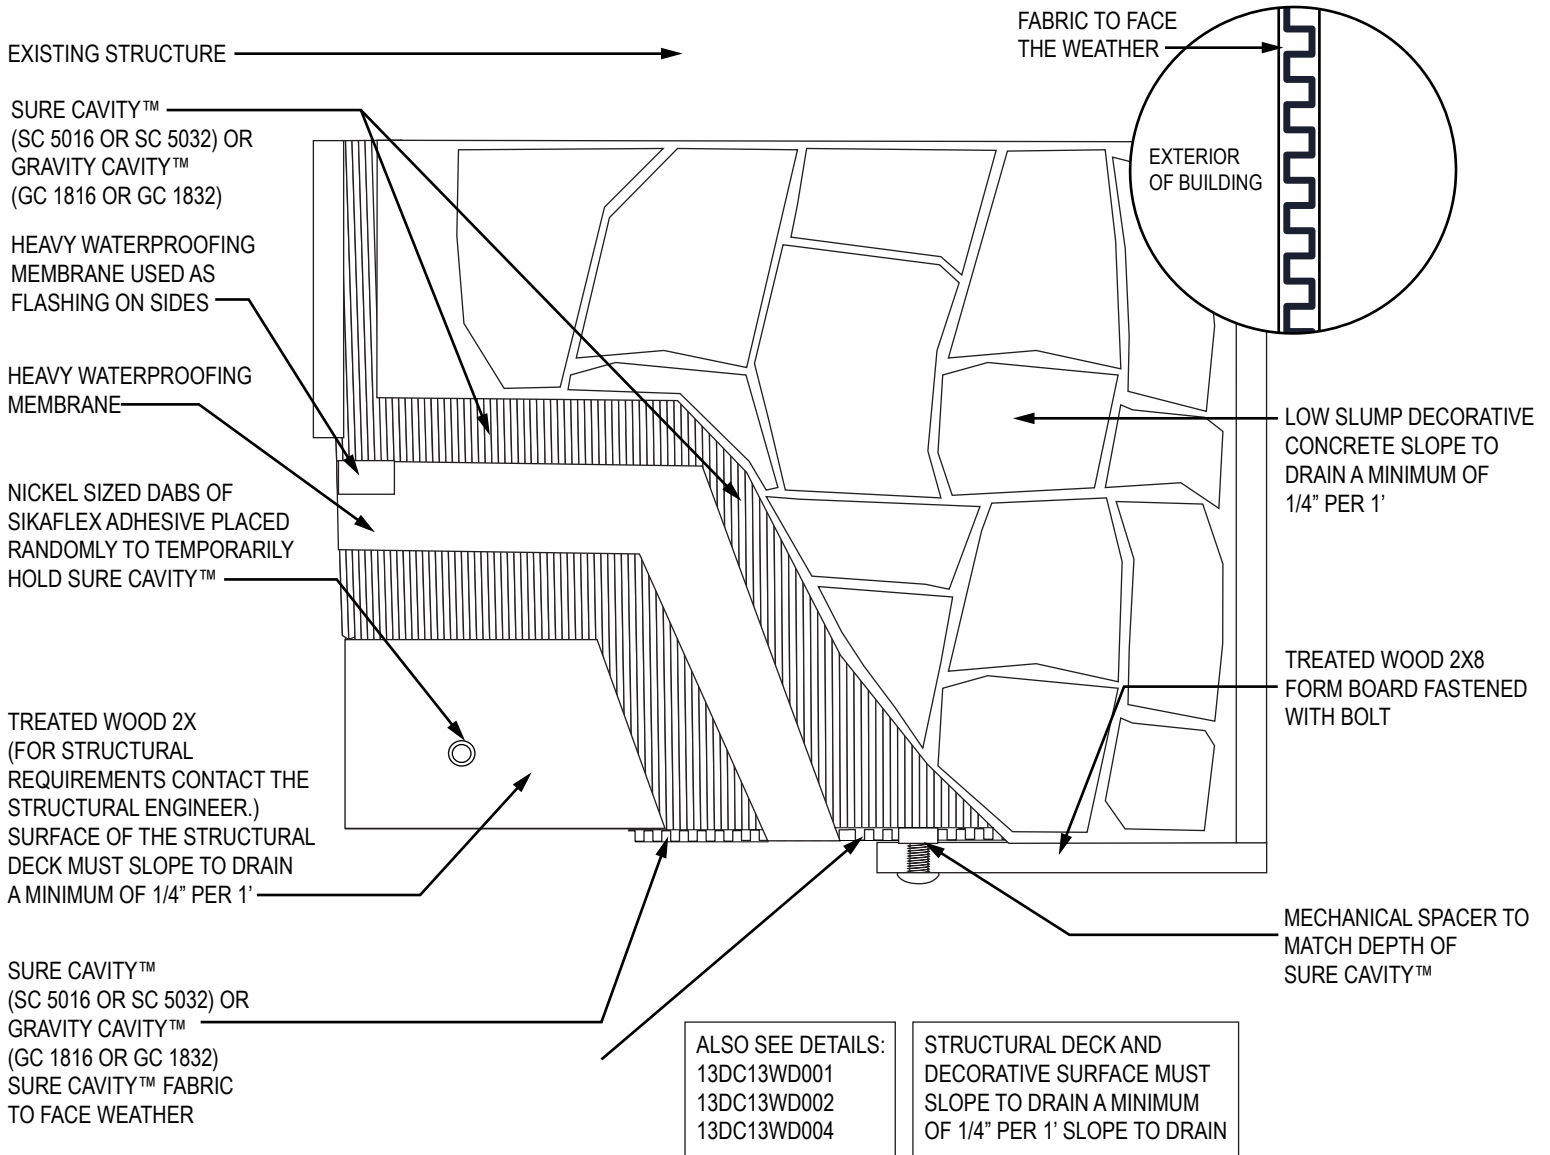 EXISTING STRUCTURE
SURE CAVITY™
(SC 5016 OR SC 5032) OR
GRAVITY CAVITY™
(GC 1816 OR GC 1832)
HEAVY WATERPROOFING
MEMBRANE USED AS
FLASHING ON SIDES
HEAVY WATERPROOFING
MEMBRANE
NICKEL SIZED DABS OF
SIKAFLEX ADHESIVE PLACED
RANDOMLY TO TEMPORARILY
HOLD SURE CAVITY™
TREATED WOOD 2X
(FOR STRUCTURAL
REQUIREMENTS CONTACT THE
STRUCTURAL ENGINEER.)
SURFACE OF THE STRUCTURAL
DECK MUST SLOPE TO DRAIN
A MINIMUM OF 1/4” PER 1’
SURE CAVITY™
(SC 5016 OR SC 5032) OR
GRAVITY CAVITY™
(GC 1816 OR GC 1832)
SURE CAVITY™ FABRIC
TO FACE WEATHER
FABRIC TO FACE
THE WEATHER
EXTERIOR
OF BUILDING
LOW SLUMP DECORATIVE
CONCRETE SLOPE TO
DRAIN A MINIMUM OF
1/4” PER 1’
TREATED WOOD 2X8
FORM BOARD FASTENED
WITH BOLT
MECHANICAL SPACER TO
MATCH DEPTH OF
SURE CAVITY™
ALSO SEE DETAILS:
13DC13WD001
13DC13WD002
13DC13WD004
STRUCTURAL DECK AND
DECORATIVE SURFACE MUST
SLOPE TO DRAIN A MINIMUM
OF 1/4” PER 1’ SLOPE TO DRAIN